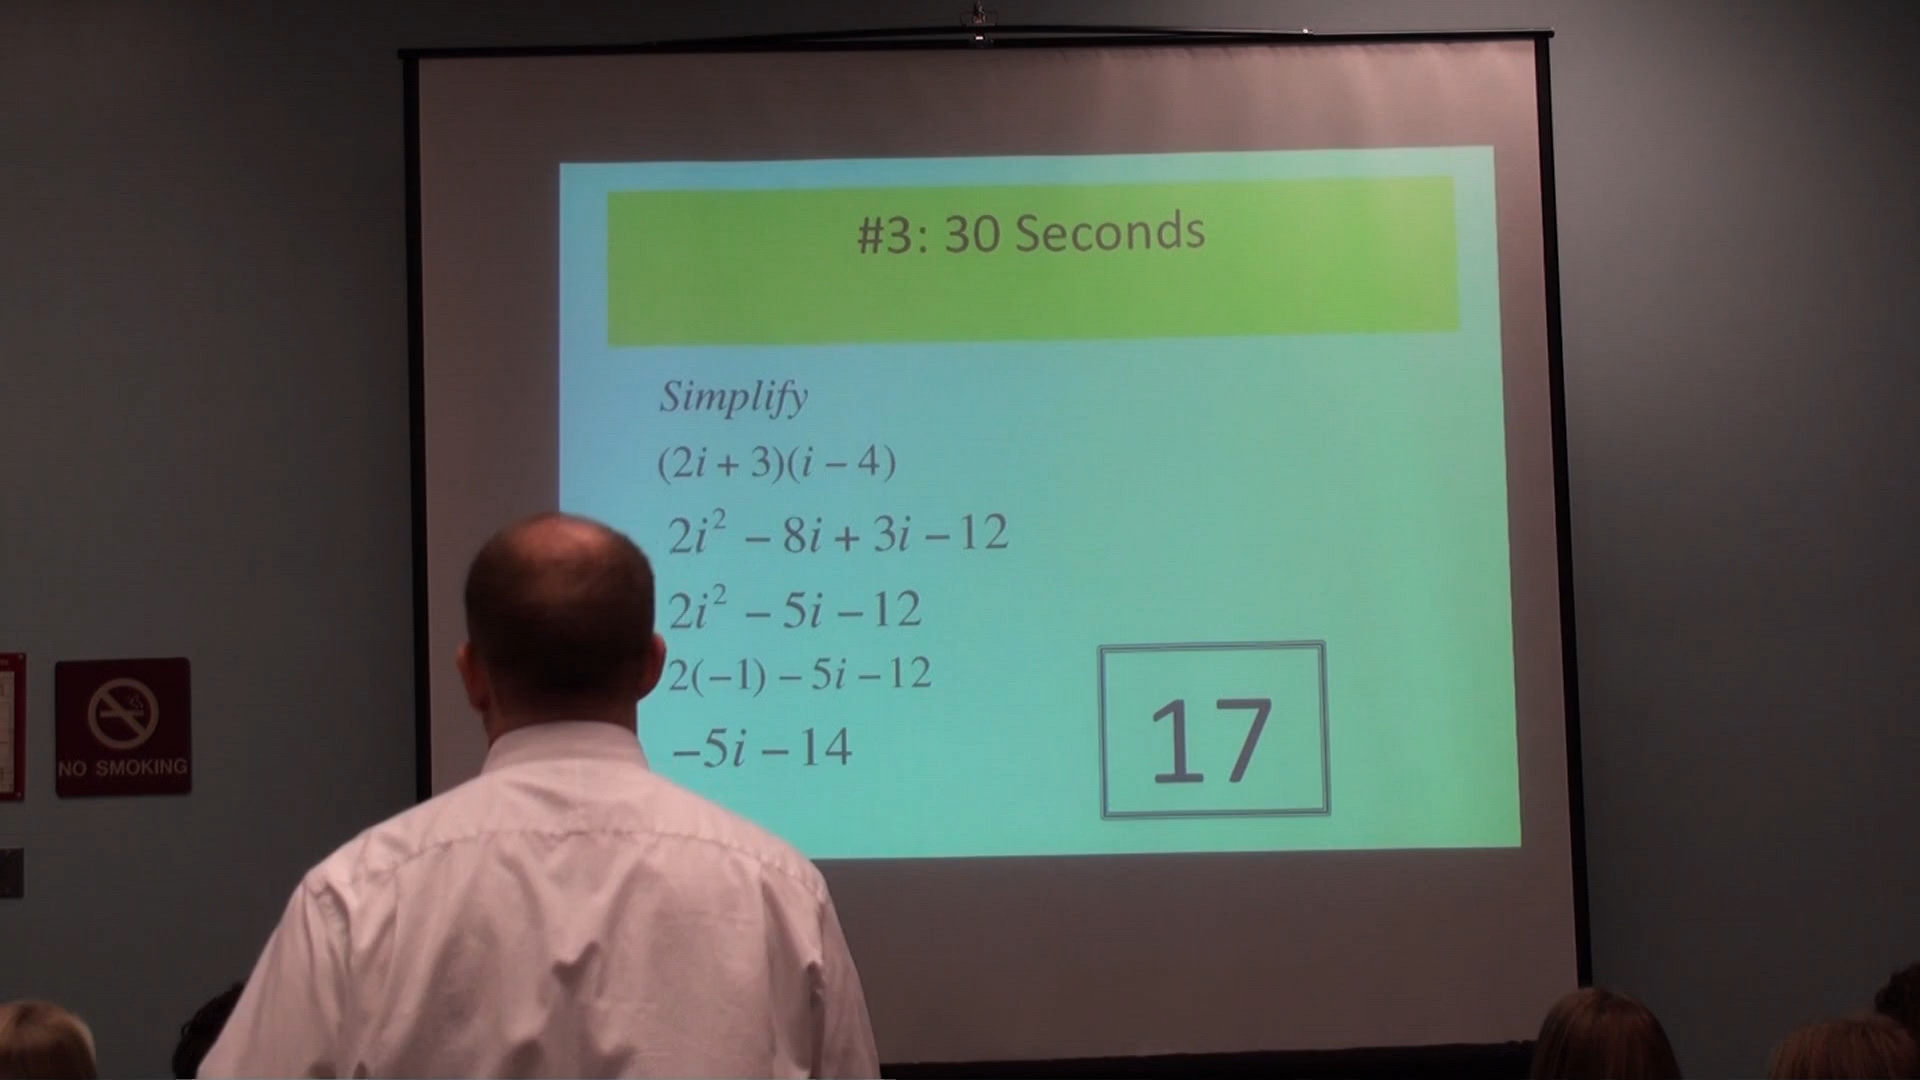 #3: 30 Seconds
Simplify
(2i + 3)(i − 4)
2i² − 8i + 3i − 12
2i² − 5i − 12
2(−1) − 5i − 12
−5i − 14
17
NO SMOKING